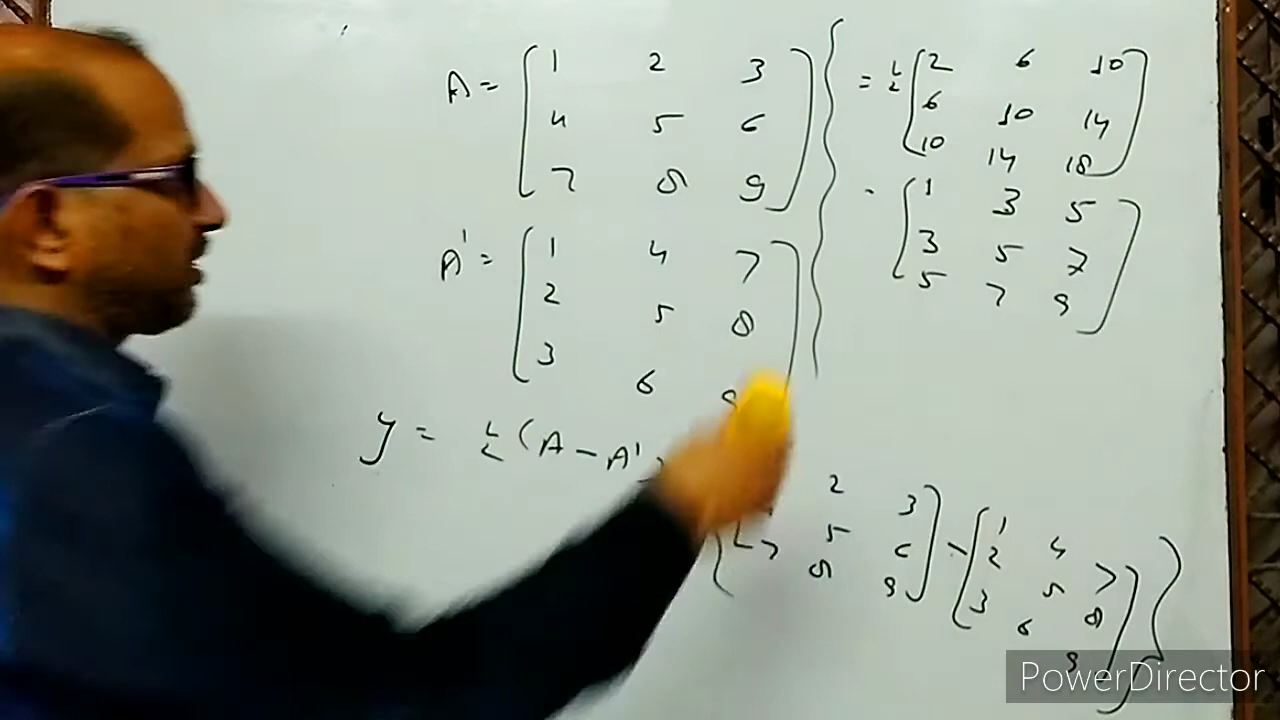 A = [ 1 2 3
4 5 6
7 8 9 ]
A' = [ 1 4 7
2 5 8
3 6 9 ]
y = 1/2 (A - A')
2 3
5 6
7 8 9 ] - [ 1 4 7
2 5 8
3 6 9 ] }
= 1/2 [ 2 6 10
6 10 14
10 14 18 ]
[ 1 3 5
3 5 7
5 7 9 ]
PowerDirector